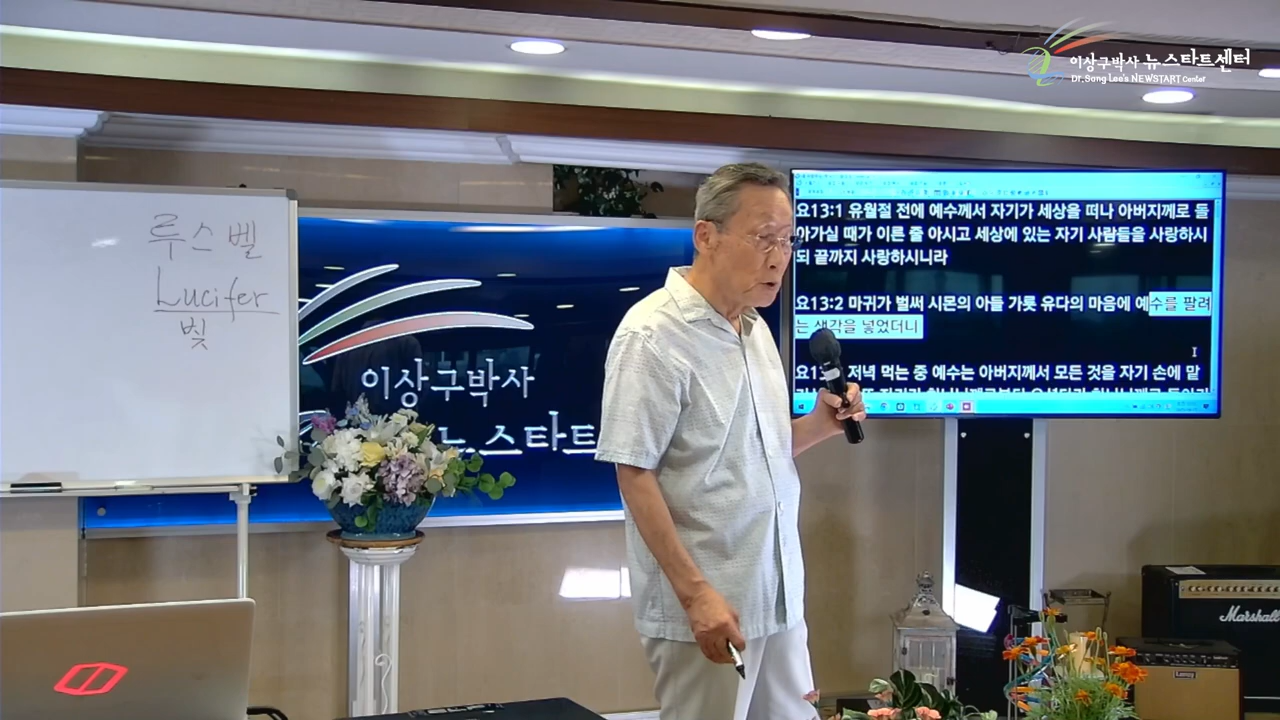 이상구박사 뉴스타트센터
Dr. Sang Lee's NEWSTART Center
루스벨
Lucifer
빛
이상구박사
뉴스타트
요13:1 유월절 전에 예수께서 자기가 세상을 떠나 아버지께로 돌
아가실 때가 이른 줄 아시고 세상에 있는 자기 사람들을 사랑하시
되 끝까지 사랑하시니라
요13:2 마귀가 벌써 시몬의 아들 가룟 유다의 마음에 예수를 팔려
는 생각을 넣었더니
저녁 먹는 중 예수는 아버지께서 모든 것을 자기 손에 맡
Marshall
Laney